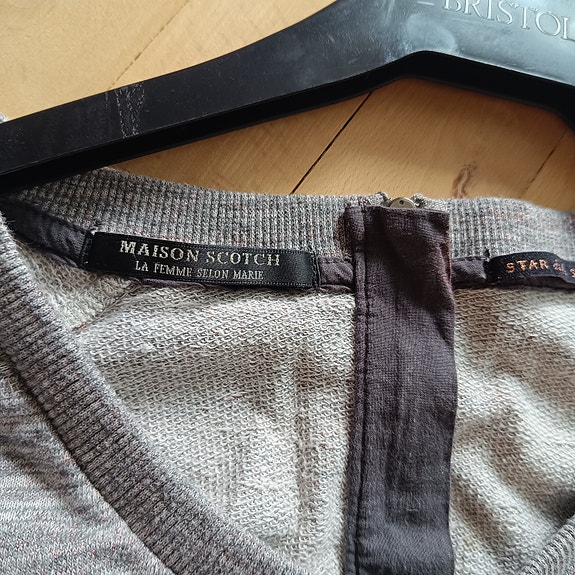 BRISTOL
MAISON SCOTCH
LA FEMME SELON MARIE
STAR